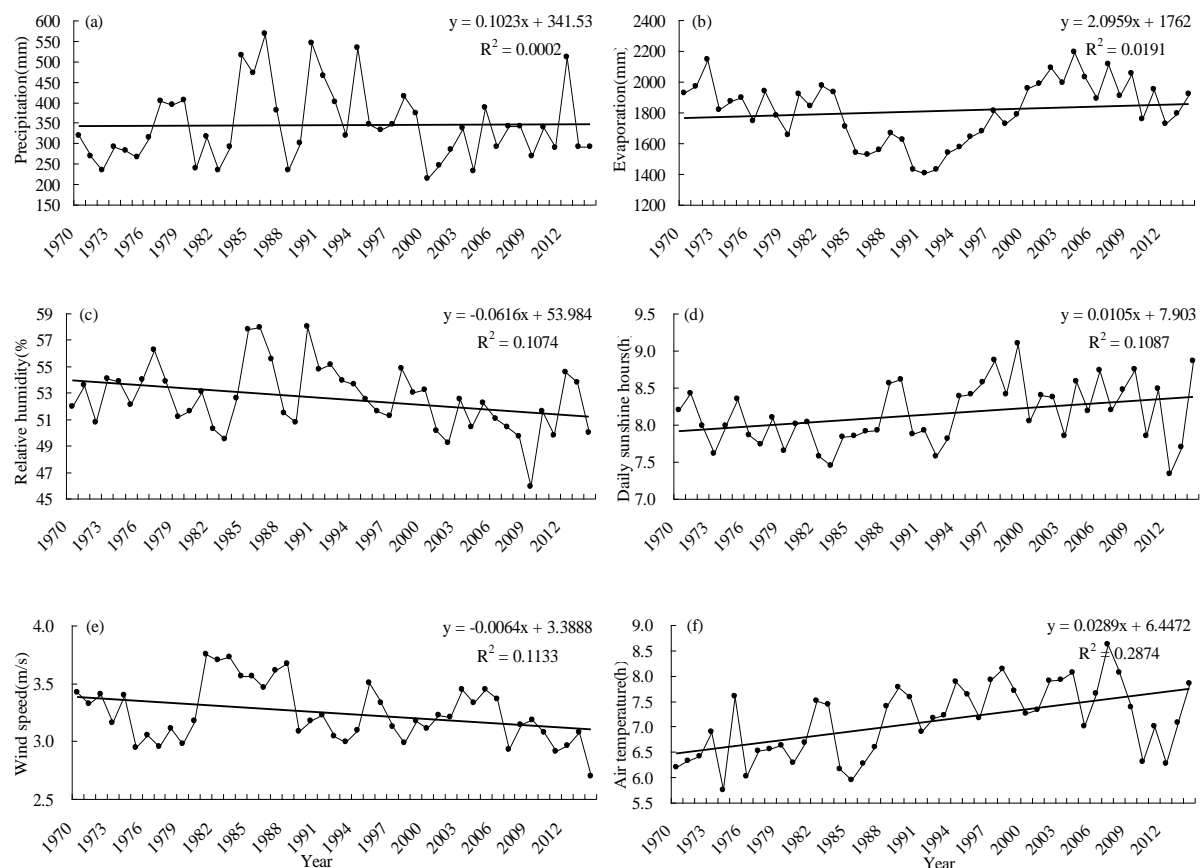 (a)
y = 0.1023x + 341.53
R² = 0.0002
Precipitation(mm)
600
550
500
450
400
350
300
250
200
150
1970 1973 1976 1979 1982 1985 1988 1991 1994 1997 2000 2003 2006 2009 2012
(b)
y = 2.0959x + 1762
R² = 0.0191
Evaporation(mm)
2400
2200
2000
1800
1600
1400
1200
1970 1973 1976 1979 1982 1985 1988 1991 1994 1997 2000 2003 2006 2009 2012
(c)
y = -0.0616x + 53.984
R² = 0.1074
Relative humidity(%
59
57
55
53
51
49
47
45
1970 1973 1976 1979 1982 1985 1988 1991 1994 1997 2000 2003 2006 2009 2012
(d)
y = 0.0105x + 7.903
R² = 0.1087
Daily sunshine hours(h)
9.5
9.0
8.5
8.0
7.5
7.0
1970 1973 1976 1979 1982 1985 1988 1991 1994 1997 2000 2003 2006 2009 2012
(e)
y = -0.0064x + 3.3888
R² = 0.1133
Wind speed(m/s)
4.0
3.5
3.0
2.5
1970 1973 1976 1979 1982 1985 1988 1991 1994 1997 2000 2003 2006 2009 2012
Year
(f)
y = 0.0289x + 6.4472
R² = 0.2874
Air temperature(h)
9.0
8.5
8.0
7.5
7.0
6.5
6.0
5.5
1970 1973 1976 1979 1982 1985 1988 1991 1994 1997 2000 2003 2006 2009 2012
Year